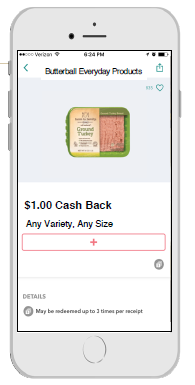 Verizon 6:24 PM
Butterball Everyday Products
Ground
Turkey
$1.00 Cash Back
Any Variety, Any Size
+
DETAILS
May be redeemed up to 2 times per receipt